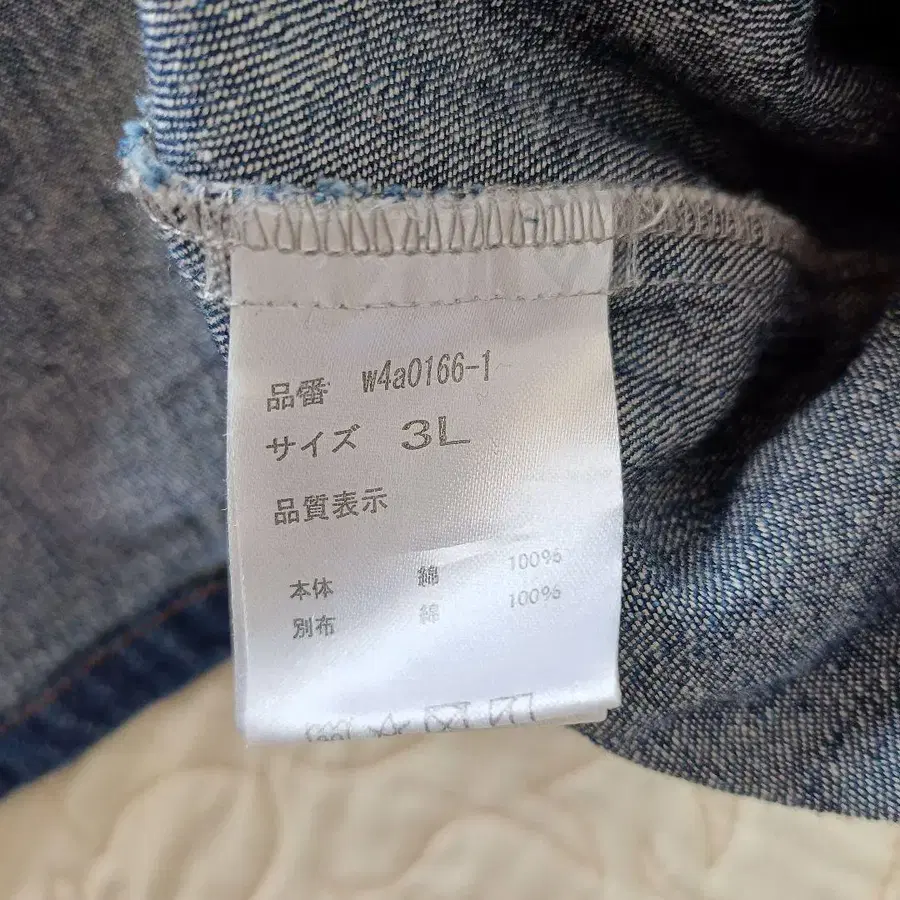 品番 w4a0166-1
サイズ 3L
品質表示
本体 綿 100%
別布 綿 100%